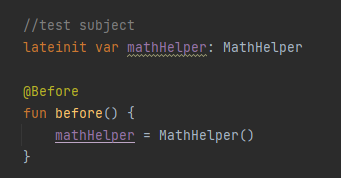 //test subject
lateinit var mathHelper: MathHelper
@Before
fun before() {
mathHelper = MathHelper()
}